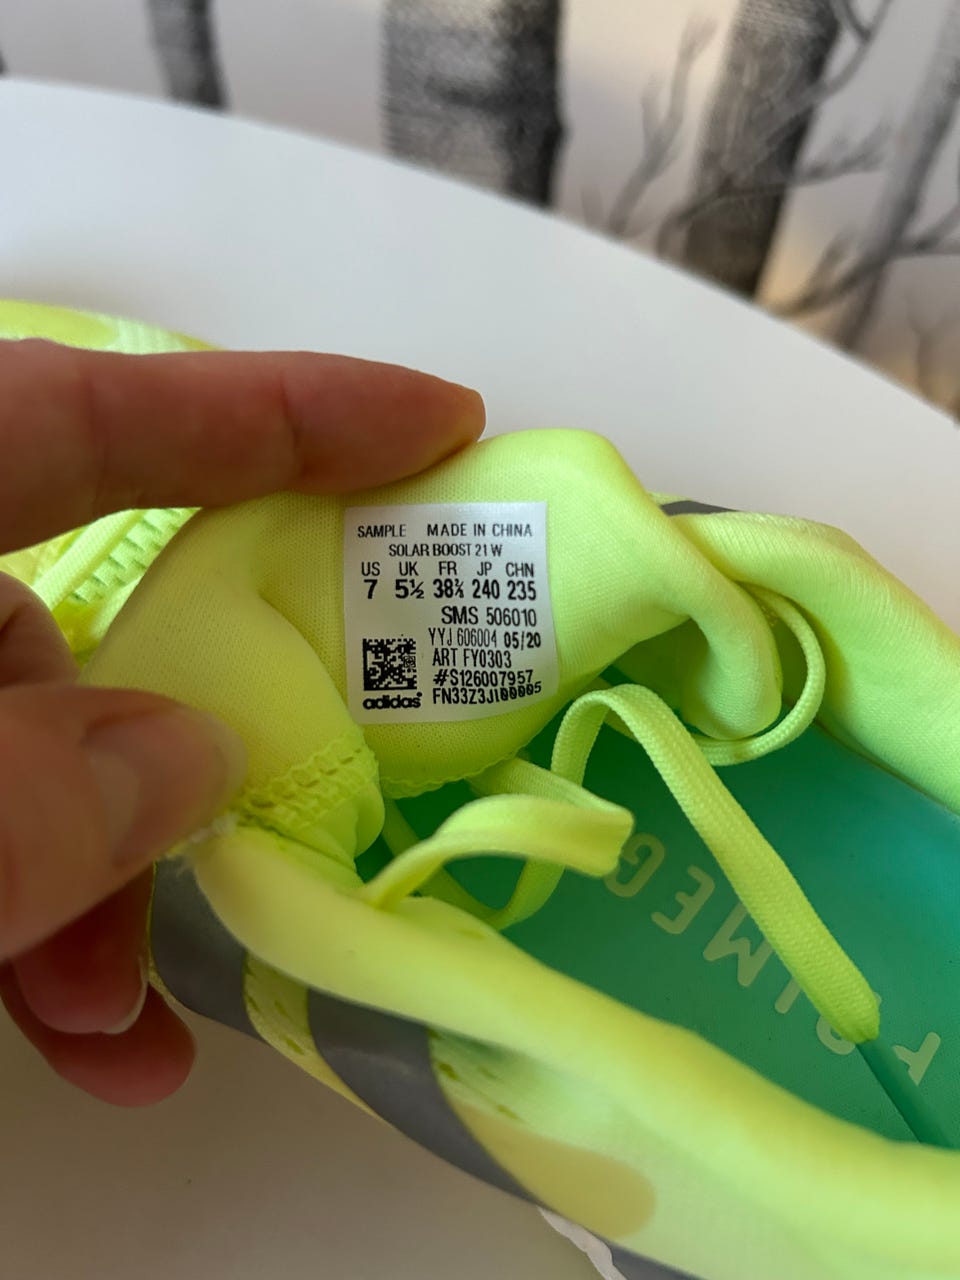 SAMPLE MADE IN CHINA
SOLAR BOOST 21 W
US UK FR JP CHN
7 5½ 38⅔ 240 235
SMS 506010
YYJ 606004 05/20
ART FY0303
#S126007957
FN33Z3J100005
adidas
PRIMEG